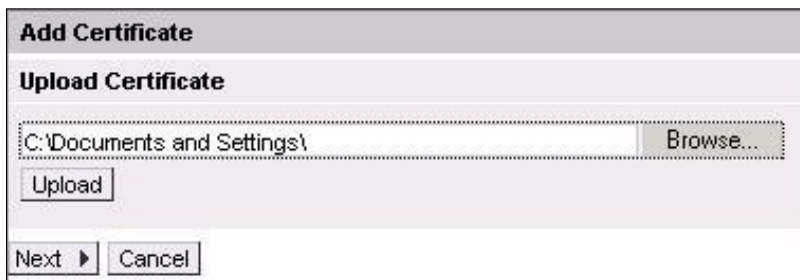 Add Certificate
Upload Certificate
C:\Documents and Settings\ Browse...
Upload
Next Cancel